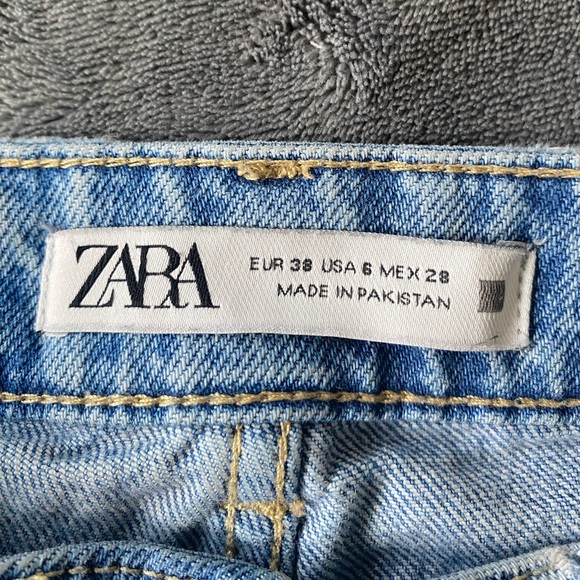 ZARA
EUR 38 USA 6 MEX 28
MADE IN PAKISTAN